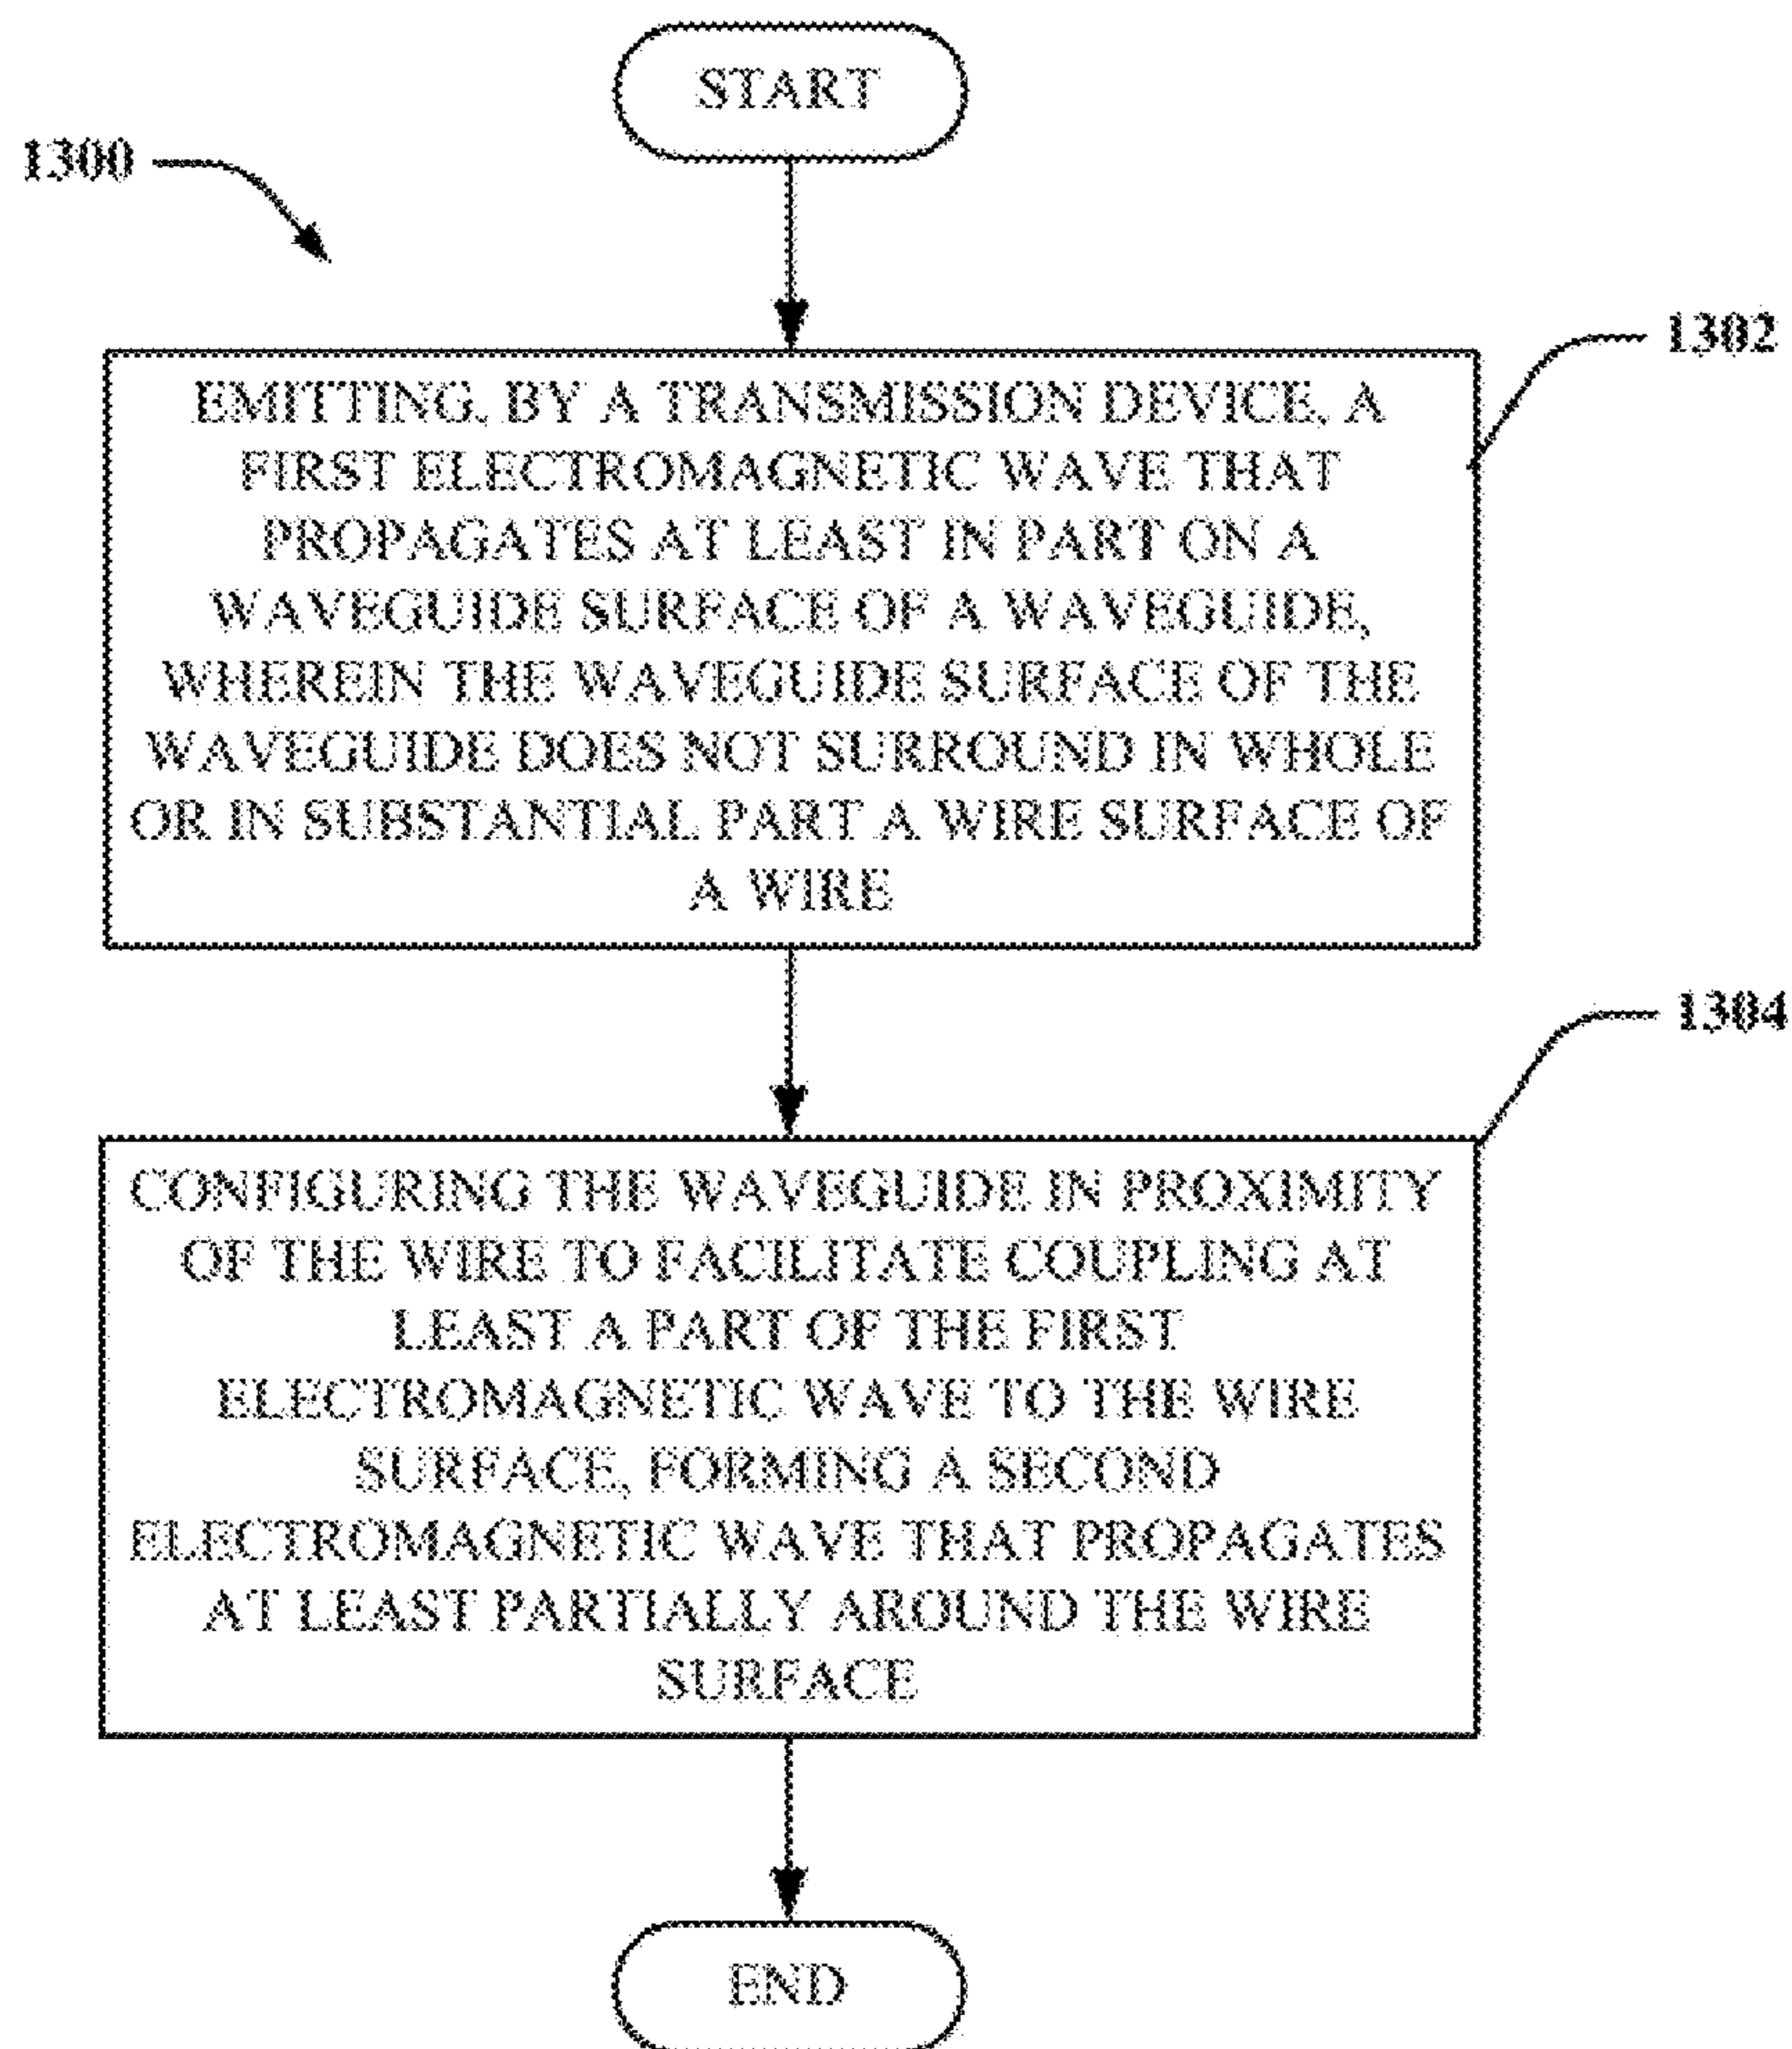 START
1300
1302
EMITTING, BY A TRANSMISSION DEVICE, A
FIRST ELECTROMAGNETIC WAVE THAT
PROPAGATES AT LEAST IN PART ON A
WAVEGUIDE SURFACE OF A WAVEGUIDE,
WHEREIN THE WAVEGUIDE SURFACE OF THE
WAVEGUIDE DOES NOT SURROUND IN WHOLE
OR IN SUBSTANTIAL PART A WIRE SURFACE OF
A WIRE
1304
CONFIGURING THE WAVEGUIDE IN PROXIMITY
OF THE WIRE TO FACILITATE COUPLING AT
LEAST A PART OF THE FIRST
ELECTROMAGNETIC WAVE TO THE WIRE
SURFACE, FORMING A SECOND
ELECTROMAGNETIC WAVE THAT PROPAGATES
AT LEAST PARTIALLY AROUND THE WIRE
SURFACE
END